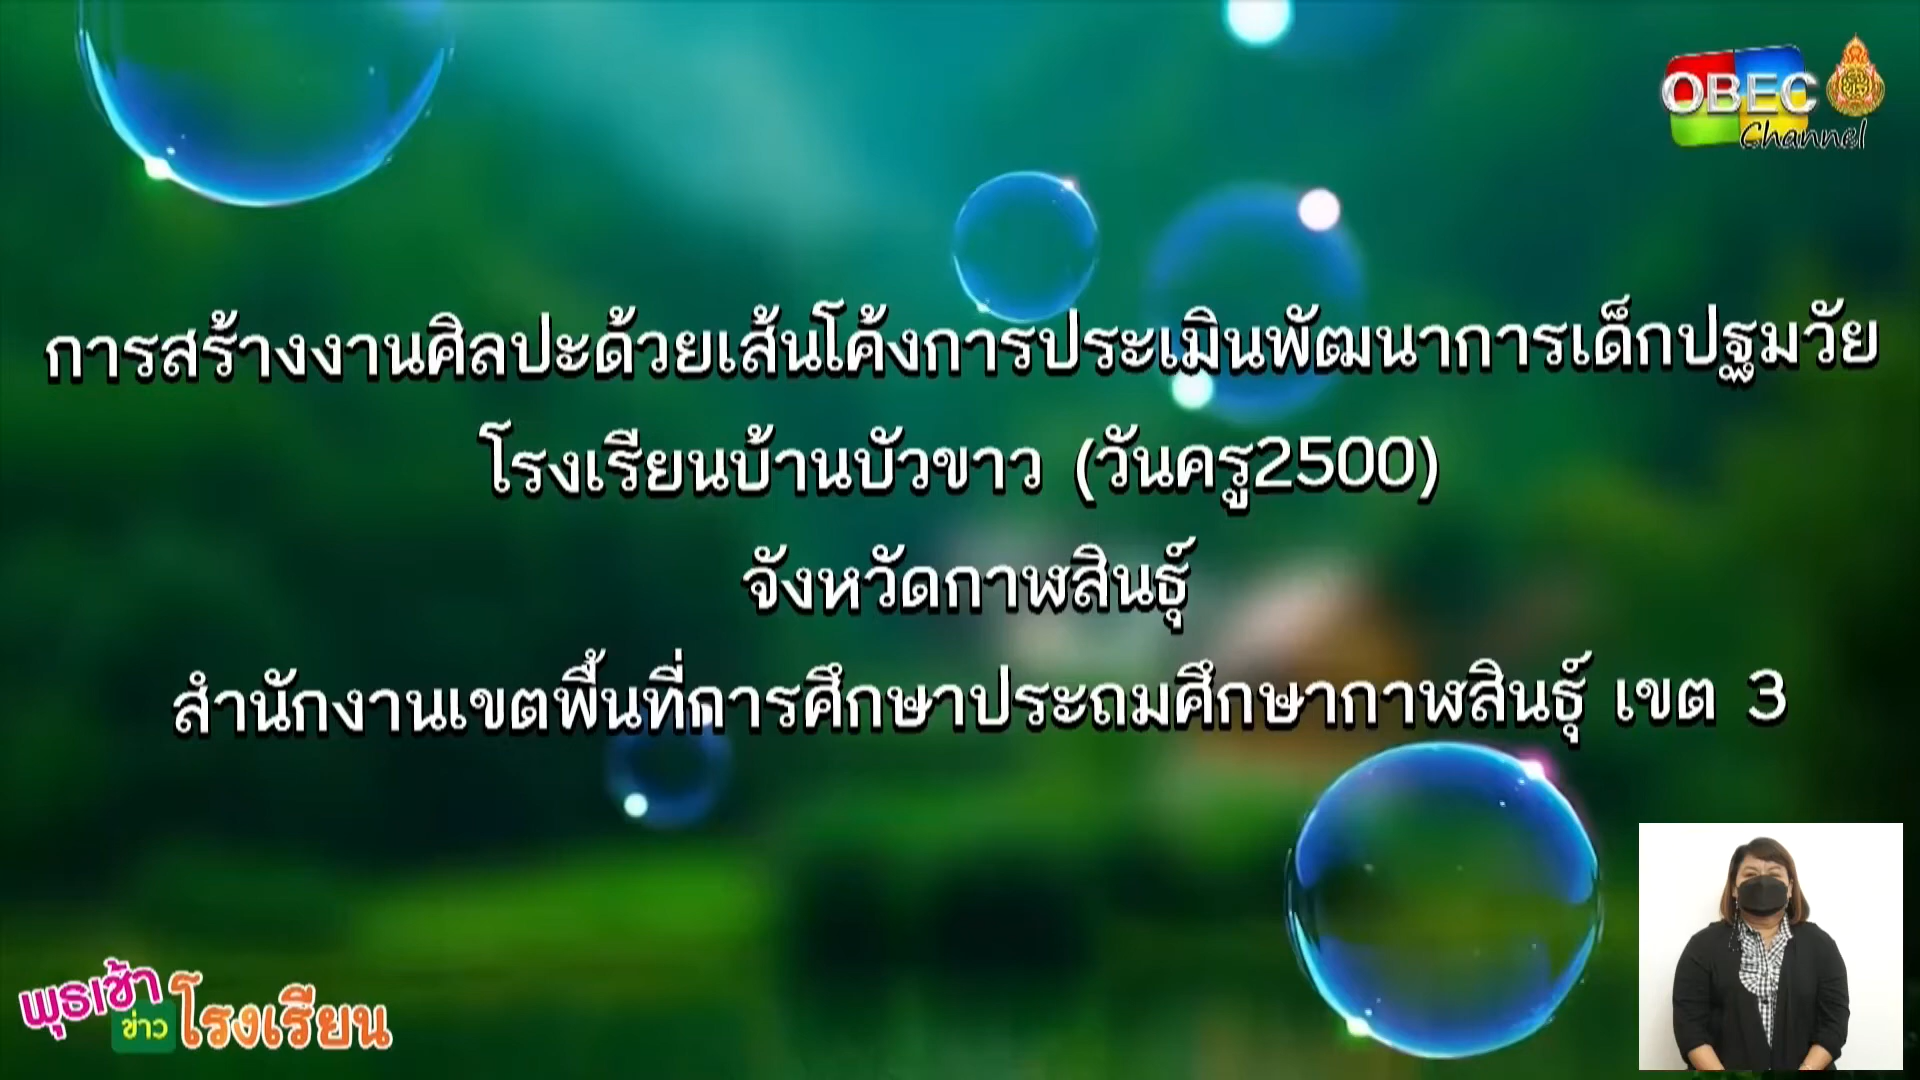 OBEC
Channel
การสร้างงานศิลปะด้วยเส้นโค้งการประเมินพัฒนาการเด็กปฐมวัย
โรงเรียนบ้านบัวขาว (วันครู2500)
จังหวัดกาฬสินธุ์
สำนักงานเขตพื้นที่การศึกษาประถมศึกษากาฬสินธุ์ เขต 3
พุธเช้า
ข่าว
โรงเรียน